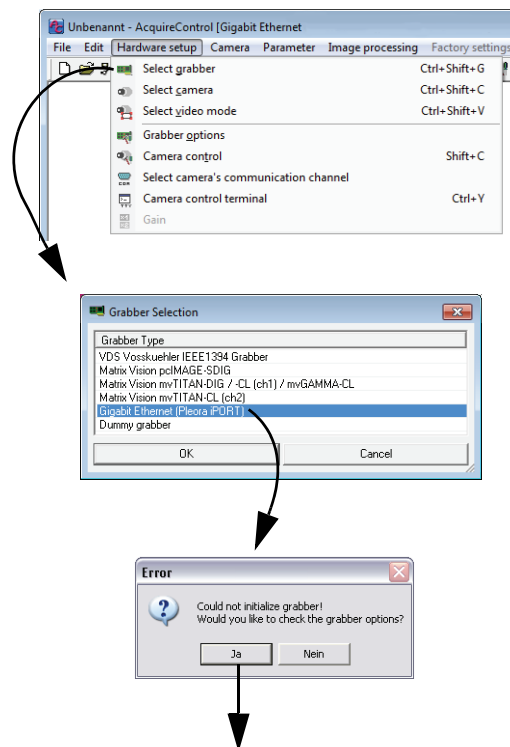 Unbenannt - AcquireControl [Gigabit Ethernet
File Edit Hardware setup Camera Parameter Image processing Factory settings
Select grabber Ctrl+Shift+G
Select camera Ctrl+Shift+C
Select video mode Ctrl+Shift+V
Grabber options
Camera control Shift+C
Select camera's communication channel
Camera control terminal Ctrl+Y
Gain
Grabber Selection
Grabber Type
VDS Vosskuehler IEEE1394 Grabber
Matrix Vision pcIMAGE-SDIG
Matrix Vision mvTITAN-DIG / -CL (ch1) / mvGAMMA-CL
Matrix Vision mvTITAN-CL (ch2)
Gigabit Ethernet (Pleora iPORT)
Dummy grabber
OK Cancel
Error
Could not initialize grabber!
Would you like to check the grabber options?
Ja Nein